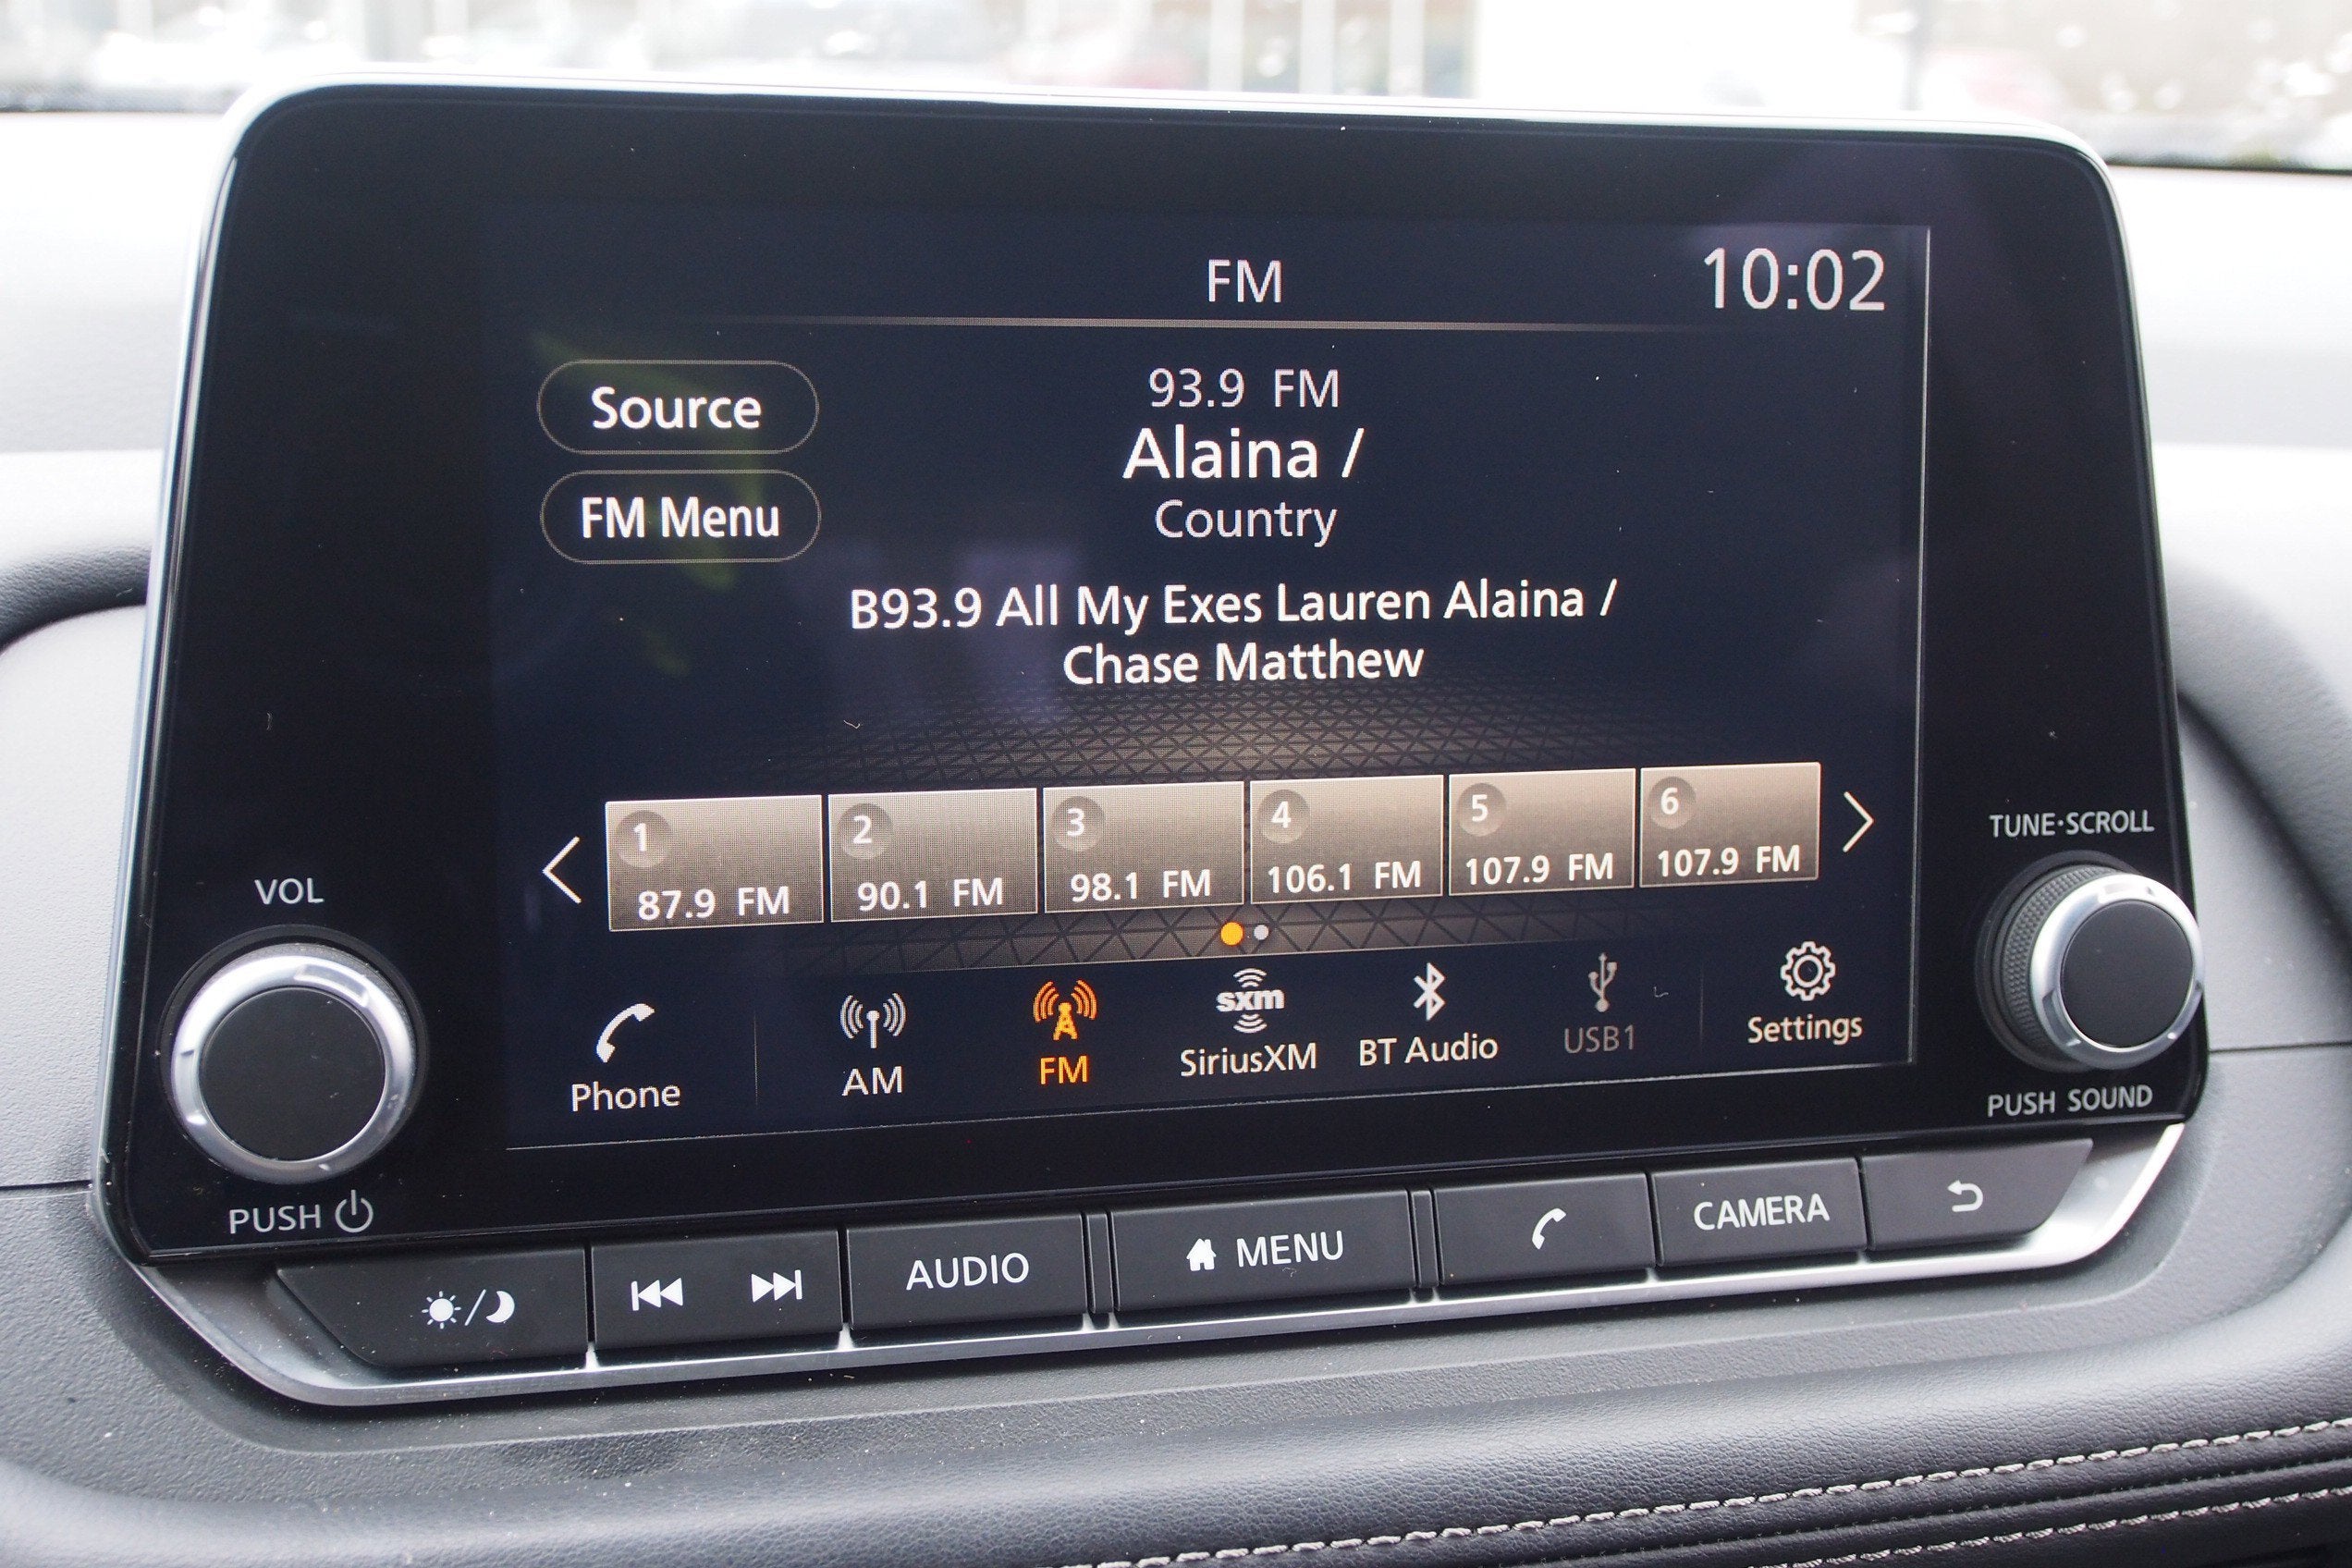 FM
10:02
Source
93.9 FM
Alaina /
FM Menu
Country
B93.9 All My Exes Lauren Alaina /
Chase Matthew
1 2 3 4 5 6
87.9 FM 90.1 FM 98.1 FM 106.1 FM 107.9 FM 107.9 FM
VOL
TUNE·SCROLL
sxm
Phone AM FM SiriusXM BT Audio USB1 Settings
PUSH
PUSH SOUND
AUDIO MENU CAMERA